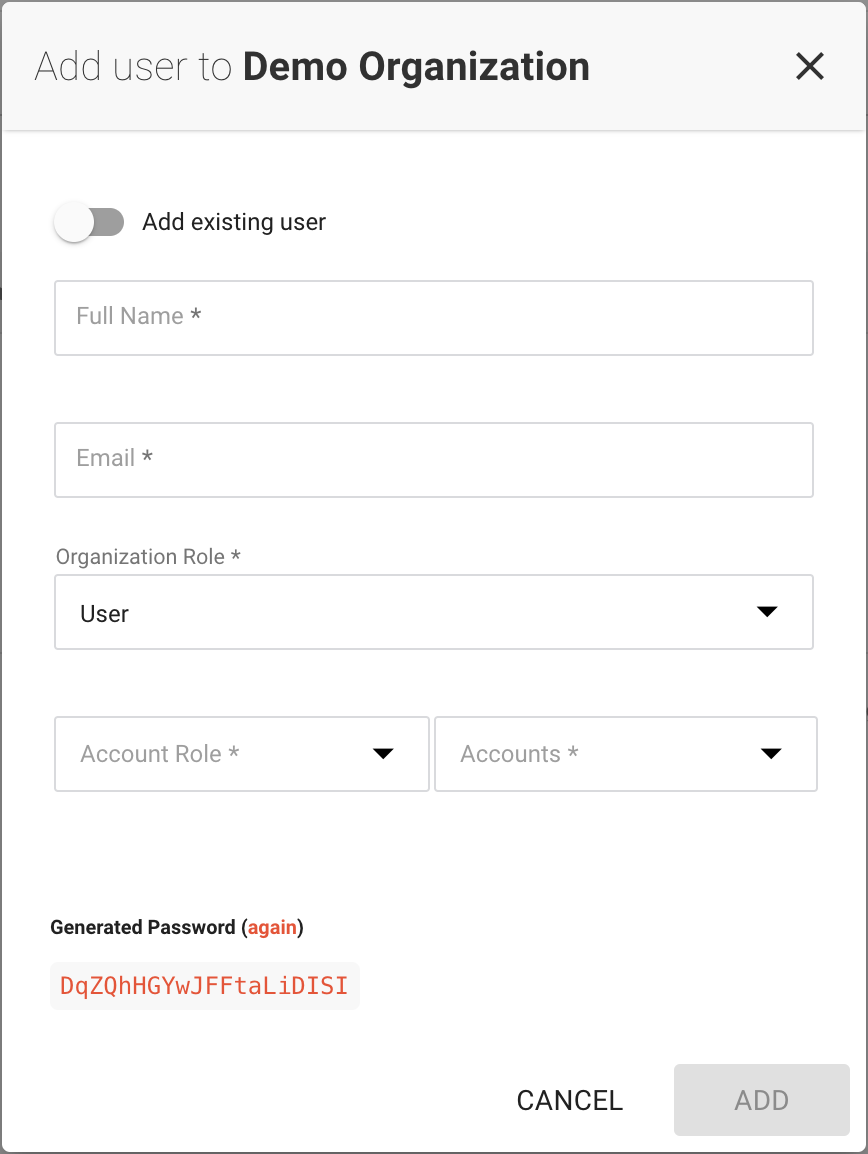 Add user to Demo Organization
Add existing user
Full Name *
Email *
Organization Role *
User
Account Role * Accounts *
Generated Password (again)
DqZQhHGYwJFFtaLiDISI
CANCEL ADD